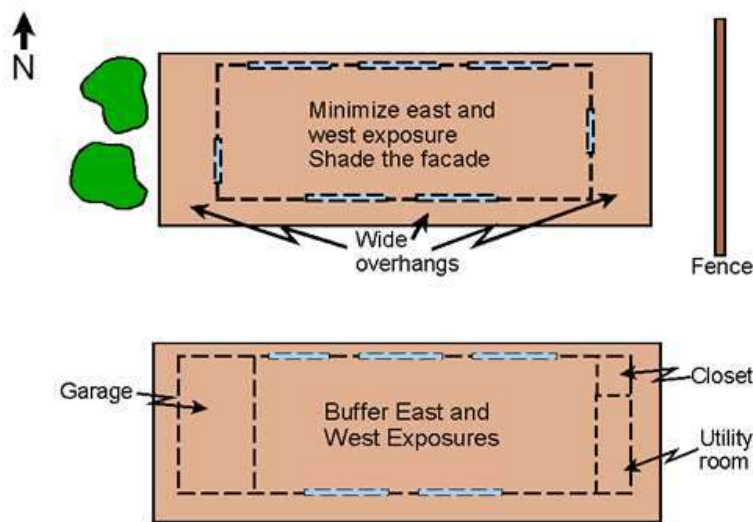 N
Minimize east and
west exposure
Shade the facade
Wide
overhangs
Fence
Garage
Buffer East and
West Exposures
Closet
Utility
room